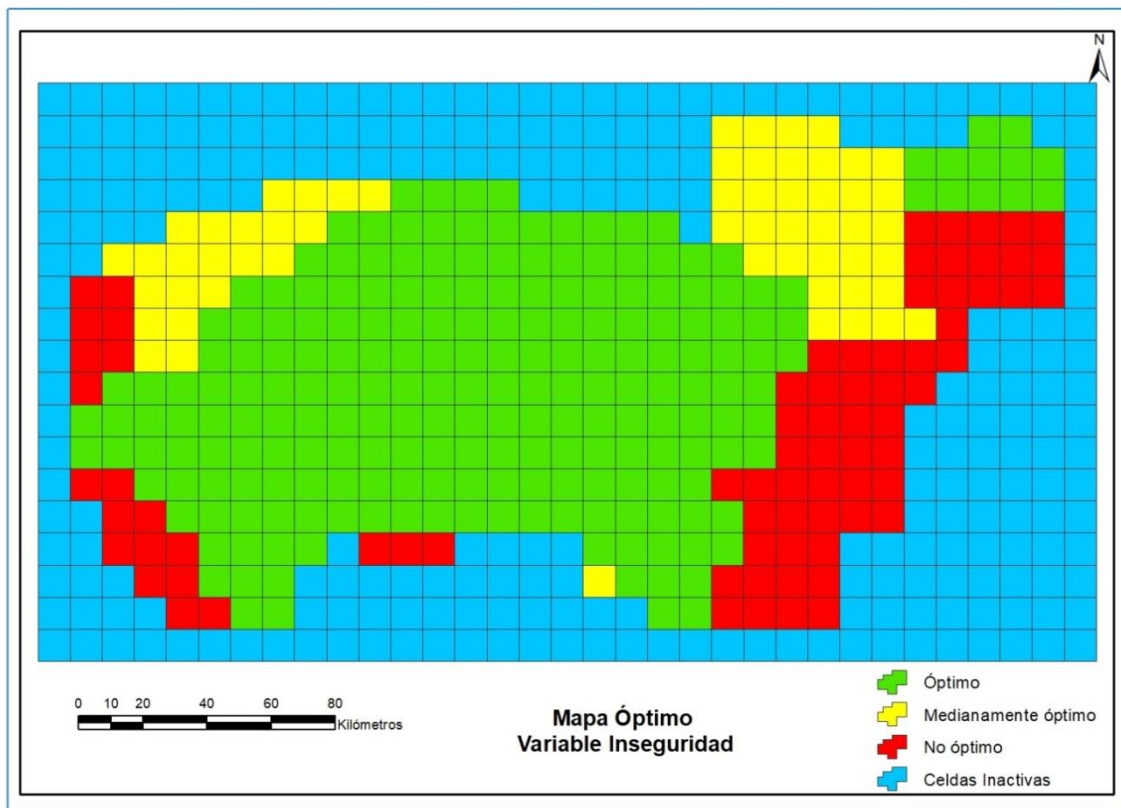 N
0 10 20 40 60 80
Kilómetros
Mapa Óptimo
Variable Inseguridad
Óptimo
Medianamente óptimo
No óptimo
Celdas Inactivas